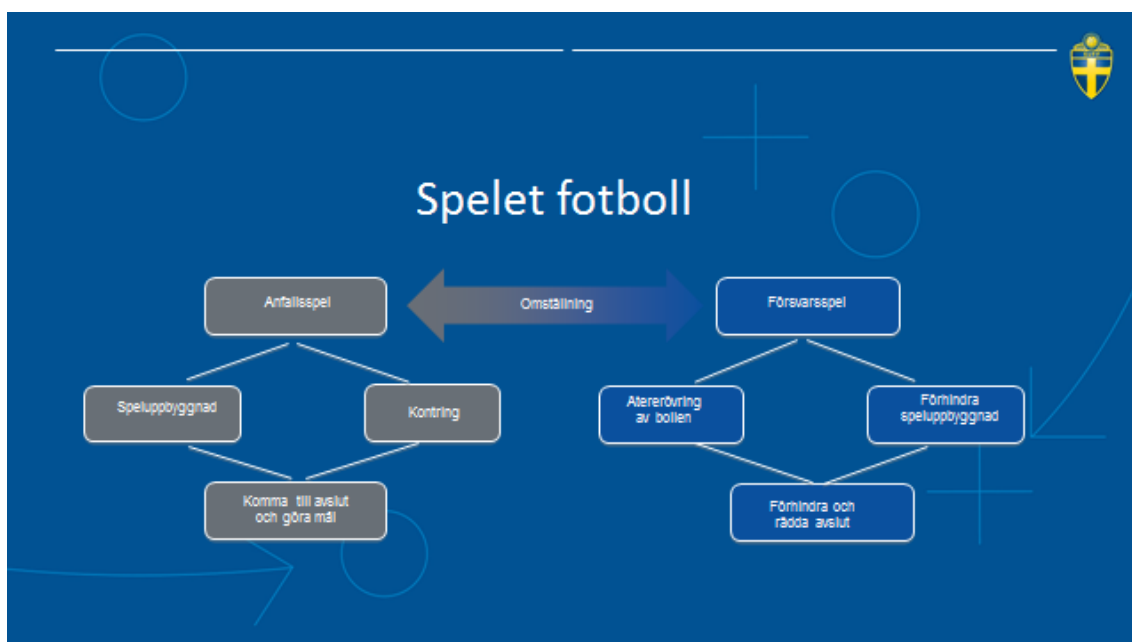 Spelet fotboll
Anfallsspel
Omställning
Försvarsspel
Speluppbyggnad
Kontring
Återerövring
av bollen
Förhindra
speluppbyggnad
Komma till avslut
och göra mål
Förhindra och
rädda avslut